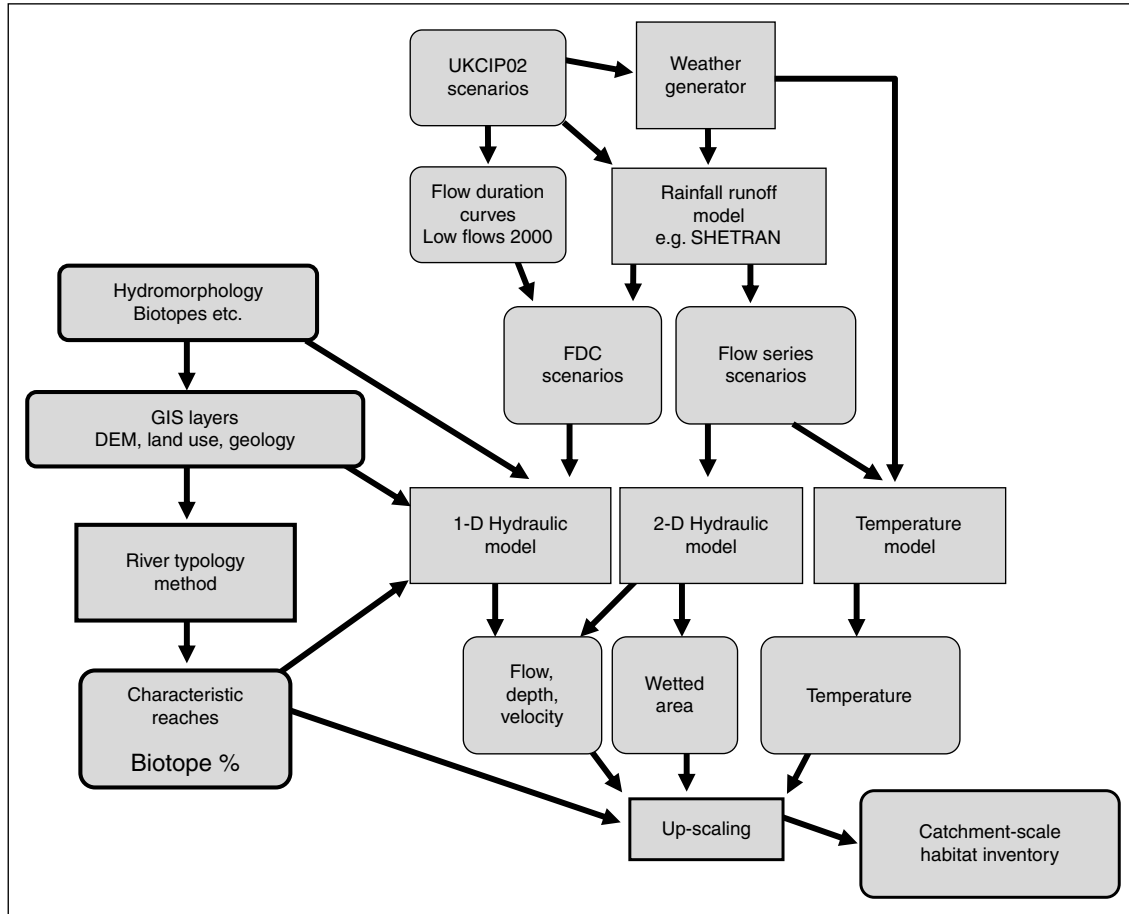 UKCIP02
scenarios
Weather
generator
Flow duration
curves
Low flows 2000
Rainfall runoff
model
e.g. SHETRAN
Hydromorphology
Biotopes etc.
FDC
scenarios
Flow series
scenarios
GIS layers
DEM, land use, geology
1-D Hydraulic
model
2-D Hydraulic
model
Temperature
model
River typology
method
Flow,
depth,
velocity
Wetted
area
Temperature
Characteristic
reaches
Biotope %
Up-scaling
Catchment-scale
habitat inventory